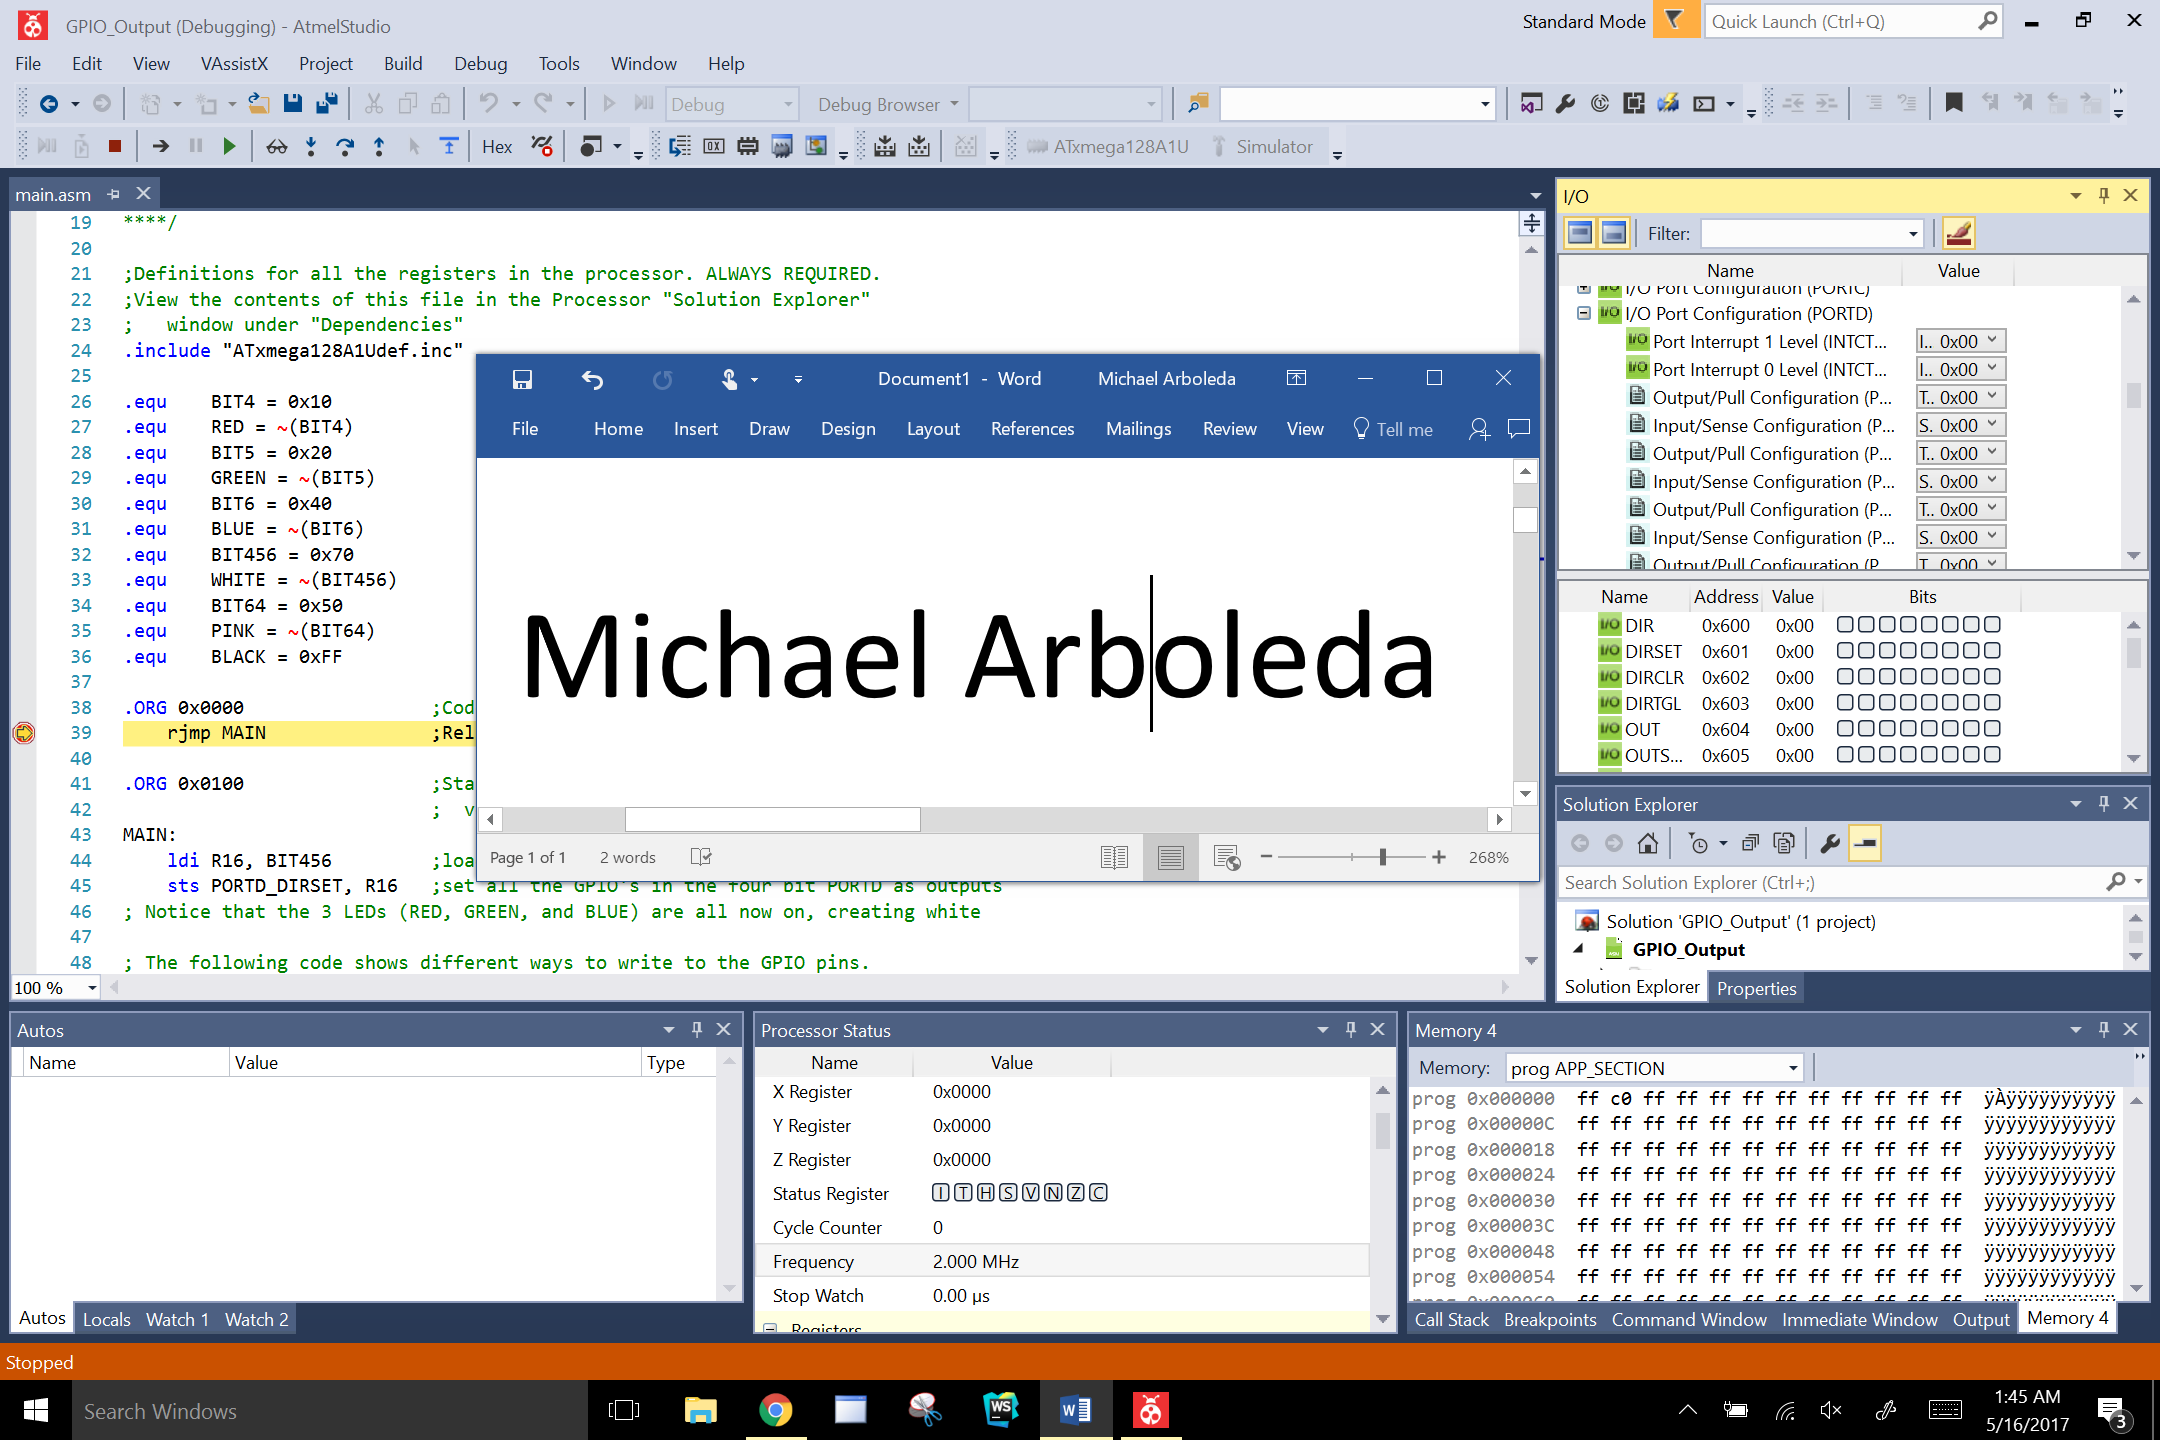 GPIO_Output (Debugging) - AtmelStudio
Standard Mode
Quick Launch (Ctrl+Q)
File Edit View VAssistX Project Build Debug Tools Window Help
Debug
Debug Browser
Hex
ATxmega128A1U
Simulator
main.asm
19 ****/
20
21 ;Definitions for all the registers in the processor. ALWAYS REQUIRED.
22 ;View the contents of this file in the Processor "Solution Explorer"
23 ;   window under "Dependencies"
24 .include "ATxmega128A1Udef.inc"
25
26 .equ    BIT4 = 0x10
27 .equ    RED = ~(BIT4)
28 .equ    BIT5 = 0x20
29 .equ    GREEN = ~(BIT5)
30 .equ    BIT6 = 0x40
31 .equ    BLUE = ~(BIT6)
32 .equ    BIT456 = 0x70
33 .equ    WHITE = ~(BIT456)
34 .equ    BIT64 = 0x50
35 .equ    PINK = ~(BIT64)
36 .equ    BLACK = 0xFF
37
38 .ORG 0x0000 ;Cod
39 rjmp MAIN ;Rel
40
41 .ORG 0x0100 ;Sta
42 ;  v
43 MAIN:
44 ldi R16, BIT456 ;loa
45 sts PORTD_DIRSET, R16 ;set all the GPIO's in the four bit PORTD as outputs
46 ; Notice that the 3 LEDs (RED, GREEN, and BLUE) are all now on, creating white
47
48 ; The following code shows different ways to write to the GPIO pins.
100 %
Document1 - Word
Michael Arboleda
File Home Insert Draw Design Layout References Mailings Review View Tell me
Michael Arboleda
Page 1 of 1 2 words 268%
I/O
Filter:
Name Value
I/O Port Configuration (PORTC)
I/O Port Configuration (PORTD)
Port Interrupt 1 Level (INTCT... I.. 0x00
Port Interrupt 0 Level (INTCT... I.. 0x00
Output/Pull Configuration (P... T.. 0x00
Input/Sense Configuration (P... S. 0x00
Output/Pull Configuration (P... T.. 0x00
Input/Sense Configuration (P... S. 0x00
Output/Pull Configuration (P... T.. 0x00
Input/Sense Configuration (P... S. 0x00
Output/Pull Configuration (P T 0x00
Name Address Value Bits
I/O DIR 0x600 0x00
I/O DIRSET 0x601 0x00
I/O DIRCLR 0x602 0x00
I/O DIRTGL 0x603 0x00
I/O OUT 0x604 0x00
I/O OUTS... 0x605 0x00
Solution Explorer
Search Solution Explorer (Ctrl+;)
Solution 'GPIO_Output' (1 project)
GPIO_Output
Solution Explorer Properties
Autos
Name Value Type
Autos Locals Watch 1 Watch 2
Processor Status
Name Value
X Register 0x0000
Y Register 0x0000
Z Register 0x0000
Status Register I T H S V N Z C
Cycle Counter 0
Frequency 2.000 MHz
Stop Watch 0.00 µs
Registers
Memory 4
Memory: prog APP_SECTION
prog 0x000000 ff c0 ff ff ff ff ff ff ff ff ff ff ÿÀÿÿÿÿÿÿÿÿÿÿ
prog 0x00000C ff ff ff ff ff ff ff ff ff ff ff ff ÿÿÿÿÿÿÿÿÿÿÿÿ
prog 0x000018 ff ff ff ff ff ff ff ff ff ff ff ff ÿÿÿÿÿÿÿÿÿÿÿÿ
prog 0x000024 ff ff ff ff ff ff ff ff ff ff ff ff ÿÿÿÿÿÿÿÿÿÿÿÿ
prog 0x000030 ff ff ff ff ff ff ff ff ff ff ff ff ÿÿÿÿÿÿÿÿÿÿÿÿ
prog 0x00003C ff ff ff ff ff ff ff ff ff ff ff ff ÿÿÿÿÿÿÿÿÿÿÿÿ
prog 0x000048 ff ff ff ff ff ff ff ff ff ff ff ff ÿÿÿÿÿÿÿÿÿÿÿÿ
prog 0x000054 ff ff ff ff ff ff ff ff ff ff ff ff ÿÿÿÿÿÿÿÿÿÿÿÿ
Call Stack Breakpoints Command Window Immediate Window Output Memory 4
Stopped
Search Windows
WS
1:45 AM
5/16/2017
3